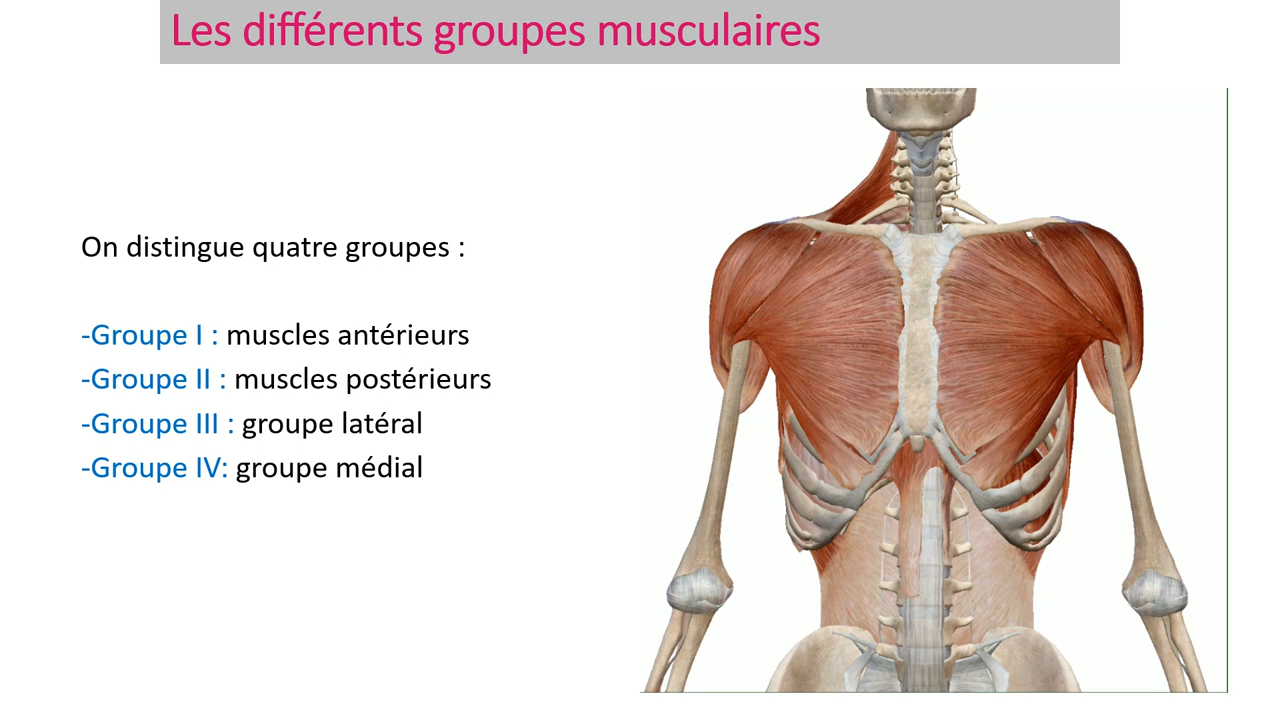 Les différents groupes musculaires
On distingue quatre groupes :
-Groupe I : muscles antérieurs
-Groupe II : muscles postérieurs
-Groupe III : groupe latéral
-Groupe IV: groupe médial